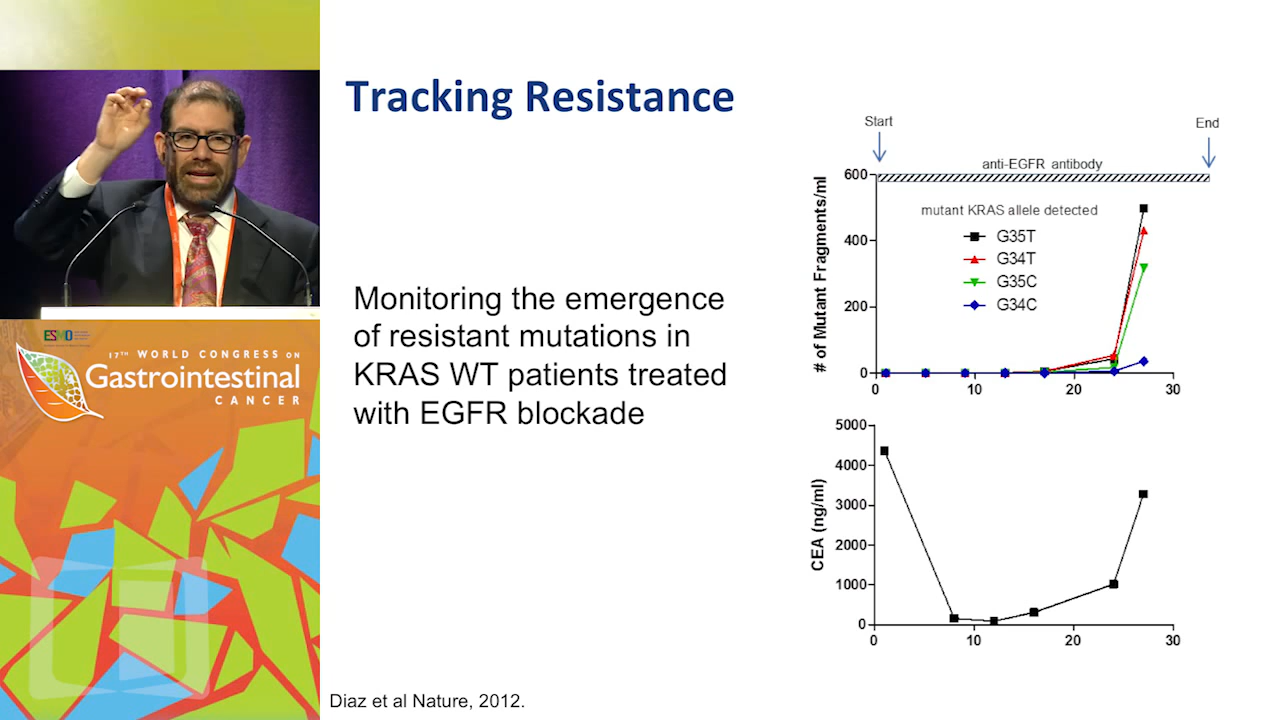 Tracking Resistance
Monitoring the emergence
of resistant mutations in
KRAS WT patients treated
with EGFR blockade
Start
End
anti-EGFR antibody
mutant KRAS allele detected
G35T
G34T
G35C
G34C
# of Mutant Fragments/ml
600
400
200
0
0
10
20
30
CEA (ng/ml)
5000
4000
3000
2000
1000
0
0
10
20
30
Diaz et al Nature, 2012.
ESMO
17TH WORLD CONGRESS ON
Gastrointestinal
CANCER